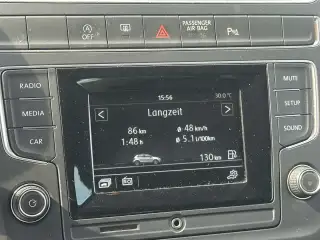 OFF
PASSENGER
AIR BAG
P
RADIO
MEDIA
CAR
MUTE
SETUP
SOUND
15:56
30.0°C
Langzeit
86 km
ø 48 km/h
1:48 h
ø 5.1 l/100km
130 km